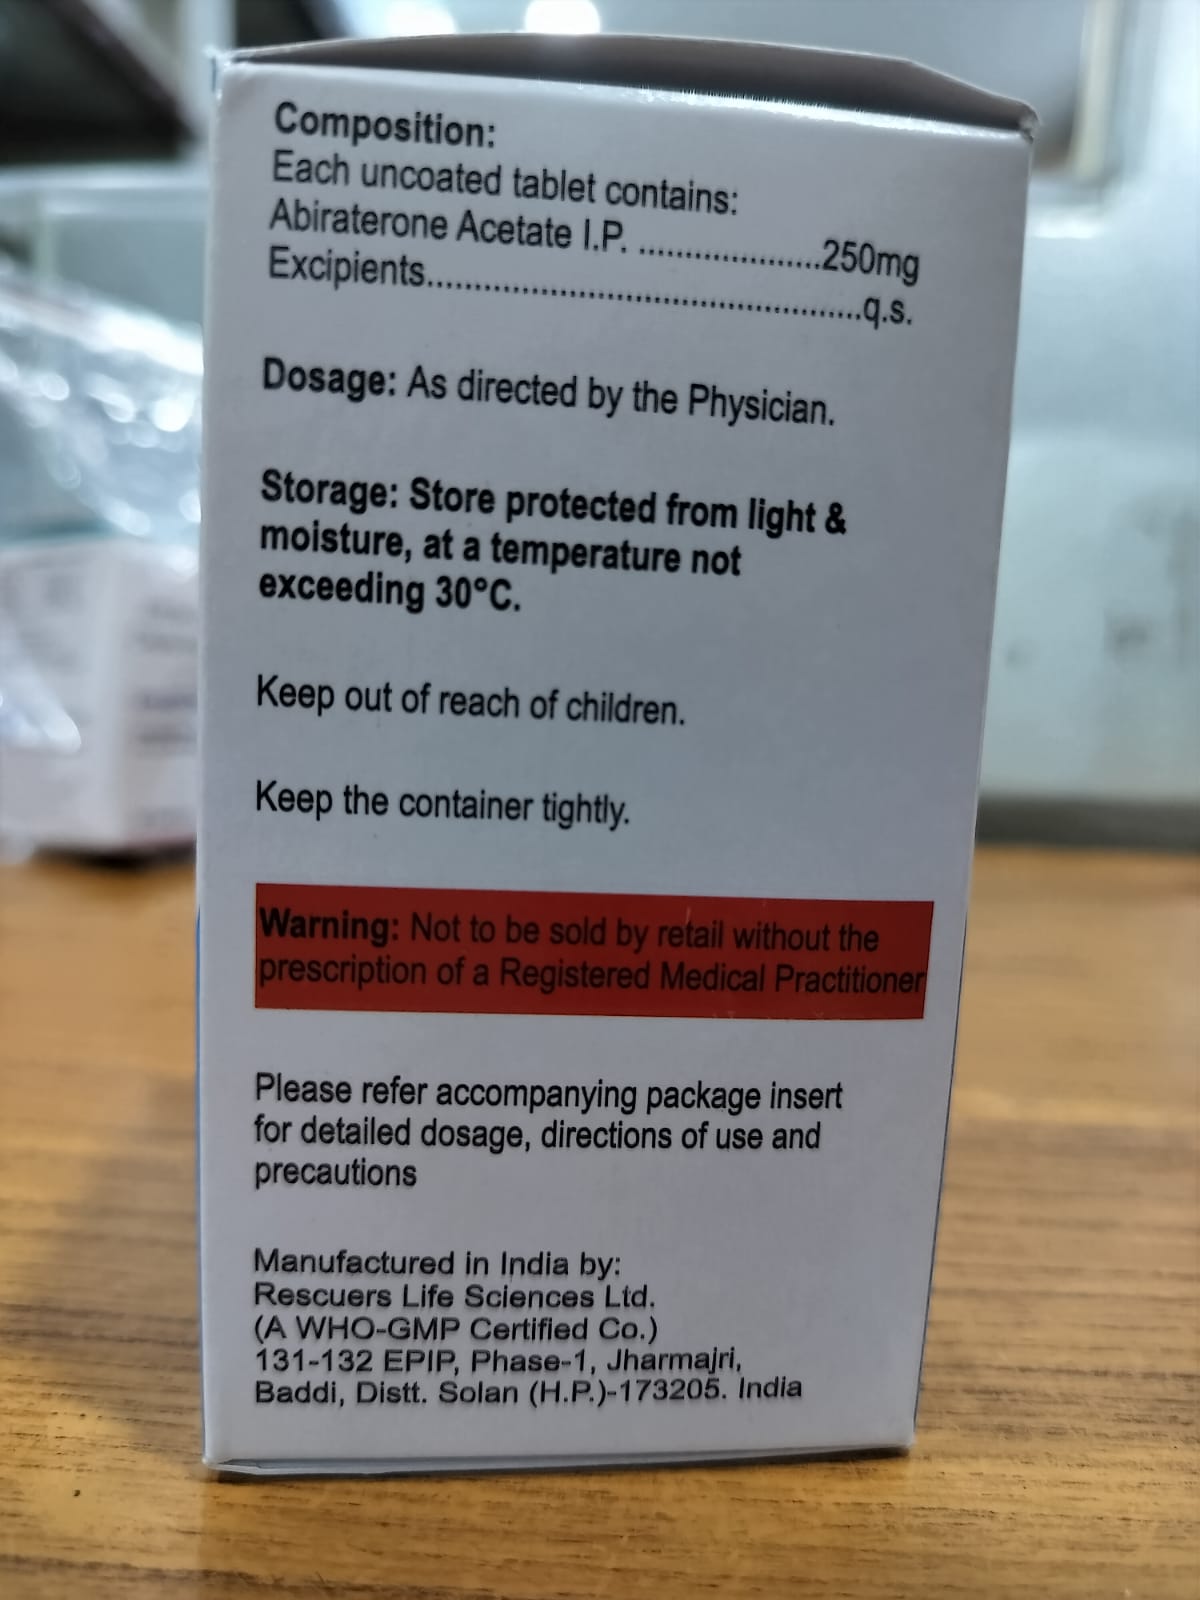 Composition:
Each uncoated tablet contains:
Abiraterone Acetate I.P. .....................250mg
Excipients.................................................q.s.
Dosage: As directed by the Physician.
Storage: Store protected from light &
moisture, at a temperature not
exceeding 30°C.
Keep out of reach of children.
Keep the container tightly.
Warning: Not to be sold by retail without the
prescription of a Registered Medical Practitioner
Please refer accompanying package insert
for detailed dosage, directions of use and
precautions
Manufactured in India by:
Rescuers Life Sciences Ltd.
(A WHO-GMP Certified Co.)
131-132 EPIP, Phase-1, Jharmajri,
Baddi, Distt. Solan (H.P.)-173205. India